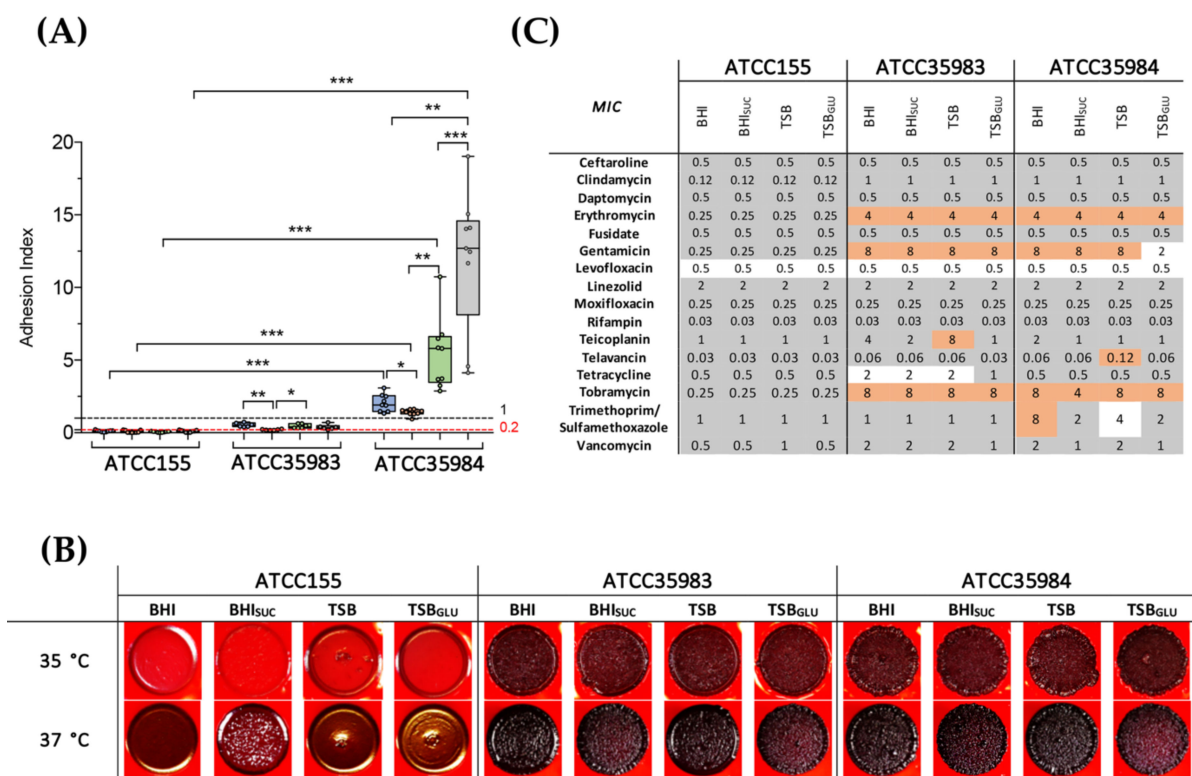 (A)
***
**
***
20
15
***
**
10
Adhesion Index
***
***
*
5
**
*
1
0.2
0
ATCC155 ATCC35983 ATCC35984
(C)
ATCC155 ATCC35983 ATCC35984
MIC BHI BHISUC TSB TSBGLU BHI BHISUC TSB TSBGLU BHI BHISUC TSB TSBGLU
Ceftaroline 0.5 0.5 0.5 0.5 0.5 0.5 0.5 0.5 0.5 0.5 0.5 0.5
Clindamycin 0.12 0.12 0.12 0.12 1 1 1 1 1 1 1 1
Daptomycin 0.5 0.5 0.5 0.5 0.5 0.5 0.5 0.5 0.5 0.5 0.5 0.5
Erythromycin 0.25 0.25 0.25 0.25 4 4 4 4 4 4 4 4
Fusidate 0.5 0.5 0.5 0.5 0.5 0.5 0.5 0.5 0.5 0.5 0.5 0.5
Gentamicin 0.25 0.25 0.25 0.25 8 8 8 8 8 8 8 2
Levofloxacin 0.5 0.5 0.5 0.5 0.5 0.5 0.5 0.5 0.5 0.5 0.5 0.5
Linezolid 2 2 2 2 2 2 2 2 2 2 2 2
Moxifloxacin 0.25 0.25 0.25 0.25 0.25 0.25 0.25 0.25 0.25 0.25 0.25 0.25
Rifampin 0.03 0.03 0.03 0.03 0.03 0.03 0.03 0.03 0.03 0.03 0.03 0.03
Teicoplanin 1 1 1 1 4 2 8 1 2 1 1 1
Telavancin 0.03 0.03 0.03 0.03 0.06 0.06 0.06 0.03 0.06 0.06 0.12 0.06
Tetracycline 0.5 0.5 0.5 0.5 2 2 2 1 0.5 0.5 0.5 0.5
Tobramycin 0.25 0.25 0.25 0.25 8 8 8 8 8 4 8 8
Trimethoprim/
Sulfamethoxazole 1 1 1 1 1 1 1 1 8 2 4 2
Vancomycin 0.5 0.5 1 0.5 2 2 2 1 2 1 2 1
(B)
ATCC155 ATCC35983 ATCC35984
BHI BHISUC TSB TSBGLU BHI BHISUC TSB TSBGLU BHI BHISUC TSB TSBGLU
35 °C
37 °C